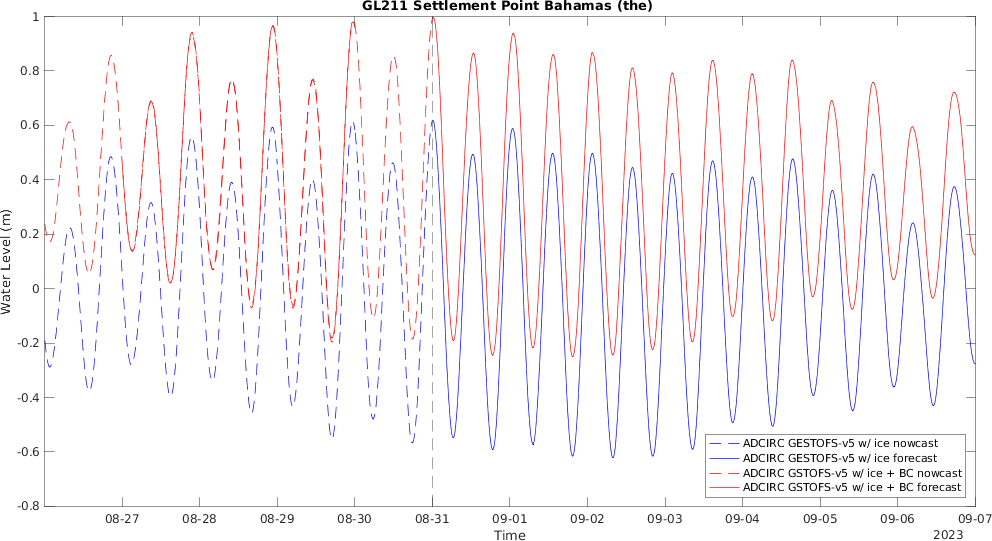 GL211 Settlement Point Bahamas (the)
1
0.8
0.6
0.4
0.2
0
-0.2
-0.4
-0.6
-0.8
Water Level (m)
08-27 08-28 08-29 08-30 08-31 09-01 09-02 09-03 09-04 09-05 09-06 09-07
Time
2023
ADCIRC GESTOFS-v5 w/ ice nowcast
ADCIRC GESTOFS-v5 w/ ice forecast
ADCIRC GSTOFS-v5 w/ ice + BC nowcast
ADCIRC GSTOFS-v5 w/ ice + BC forecast